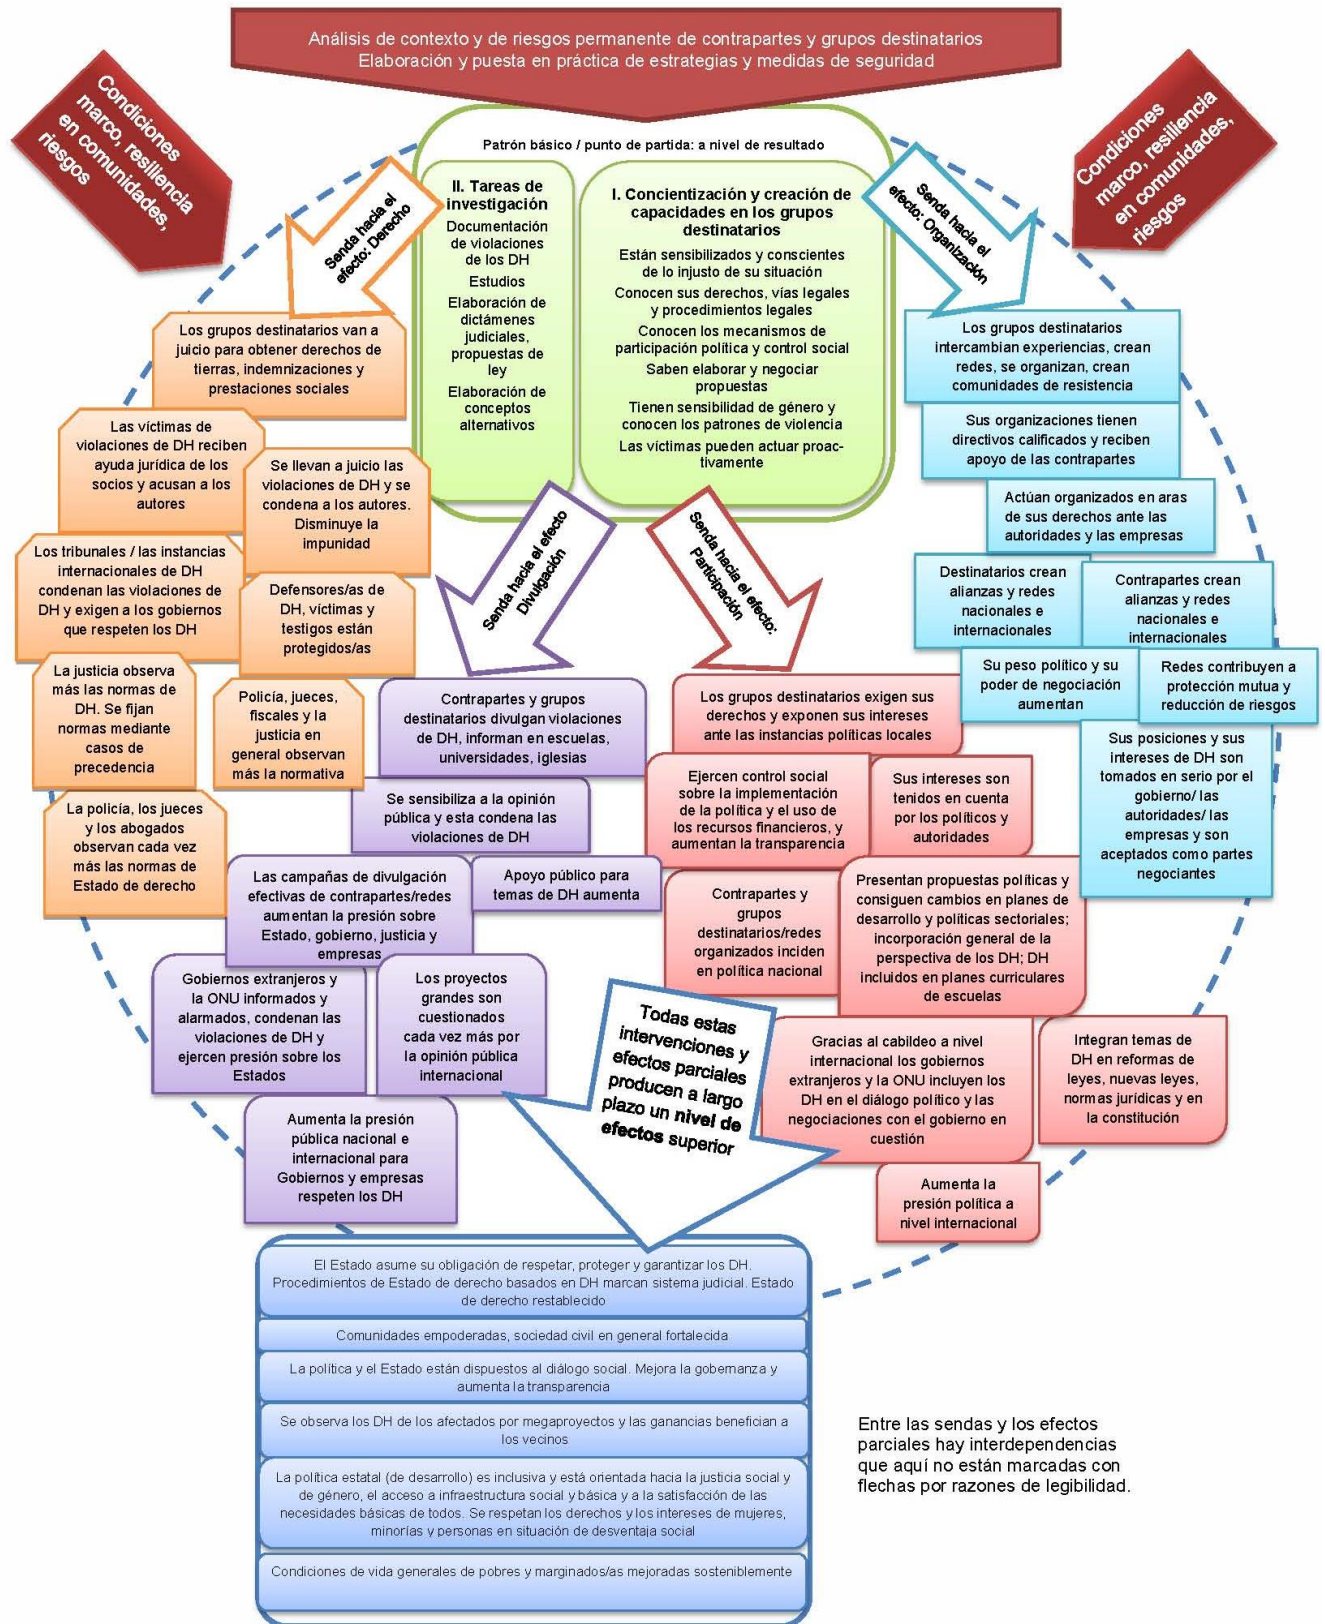 Análisis de contexto y de riesgos permanente de contrapartes y grupos destinatarios
Elaboración y puesta en práctica de estrategias y medidas de seguridad
Condiciones
marco, resiliencia
en comunidades,
riesgos
Condiciones
marco, resiliencia
en comunidades,
riesgos
Patrón básico / punto de partida: a nivel de resultado
II. Tareas de
investigación
Documentación
de violaciones
de los DH
Estudios
Elaboración de
dictámenes
judiciales,
propuestas de
ley
Elaboración de
conceptos
alternativos
I. Concientización y creación de
capacidades en los grupos
destinatarios
Están sensibilizados y conscientes
de lo injusto de su situación
Conocen sus derechos, vías legales
y procedimientos legales
Conocen los mecanismos de
participación política y control social
Saben elaborar y negociar
propuestas
Tienen sensibilidad de género y
conocen los patrones de violencia
Las víctimas pueden actuar proac-
tivamente
Senda hacia el
efecto: Derecho
Los grupos destinatarios van a
juicio para obtener derechos de
tierras, indemnizaciones y
prestaciones sociales
Las víctimas de
violaciones de DH reciben
ayuda jurídica de los
socios y acusan a los
autores
Se llevan a juicio las
violaciones de DH y se
condena a los autores.
Disminuye la
impunidad
Los tribunales / las instancias
internacionales de DH
condenan las violaciones de
DH y exigen a los gobiernos
que respeten los DH
Defensores/as de
DH, víctimas y
testigos están
protegidos/as
La justicia observa
más las normas de
DH. Se fijan
normas mediante
casos de
precedencia
Policía, jueces,
fiscales y la
justicia en
general observan
más la normativa
La policía, los jueces
y los abogados
observan cada vez
más las normas de
Estado de derecho
Senda hacia el efecto
Divulgación
Contrapartes y grupos
destinatarios divulgan violaciones
de DH, informan en escuelas,
universidades, iglesias
Se sensibiliza a la opinión
pública y esta condena las
violaciones de DH
Las campañas de divulgación
efectivas de contrapartes/redes
aumentan la presión sobre
Estado, gobierno, justicia y
empresas
Apoyo público para
temas de DH aumenta
Gobiernos extranjeros y
la ONU informados y
alarmados, condenan las
violaciones de DH y
ejercen presión sobre los
Estados
Los proyectos
grandes son
cuestionados
cada vez más por
la opinión pública
internacional
Aumenta la presión
pública nacional e
internacional para
Gobiernos y empresas
respeten los DH
Senda hacia el efecto:
Participación
Los grupos destinatarios exigen sus
derechos y exponen sus intereses
ante las instancias políticas locales
Ejercen control social
sobre la implementación
de la política y el uso de
los recursos financieros, y
aumentan la transparencia
Sus intereses son
tenidos en cuenta
por los políticos y
autoridades
Contrapartes y
grupos
destinatarios/redes
organizados inciden
en política nacional
Presentan propuestas políticas y
consiguen cambios en planes de
desarrollo y políticas sectoriales;
incorporación general de la
perspectiva de los DH; DH
incluidos en planes curriculares
de escuelas
Gracias al cabildeo a nivel
internacional los gobiernos
extranjeros y la ONU incluyen los
DH en el diálogo político y las
negociaciones con el gobierno en
cuestión
Integran temas de
DH en reformas de
leyes, nuevas leyes,
normas jurídicas y en
la constitución
Aumenta la
presión política a
nivel internacional
Senda hacia el
efecto: Organización
Los grupos destinatarios
intercambian experiencias, crean
redes, se organizan, crean
comunidades de resistencia
Sus organizaciones tienen
directivos calificados y reciben
apoyo de las contrapartes
Actúan organizados en aras
de sus derechos ante las
autoridades y las empresas
Destinatarios crean
alianzas y redes
nacionales e
internacionales
Contrapartes crean
alianzas y redes
nacionales e
internacionales
Su peso político y su
poder de negociación
aumentan
Redes contribuyen a
protección mutua y
reducción de riesgos
Sus posiciones y sus
intereses de DH son
tomados en serio por el
gobierno/ las
autoridades/ las
empresas y son
aceptados como partes
negociantes
Todas estas
intervenciones y
efectos parciales
producen a largo
plazo un nivel de
efectos superior
El Estado asume su obligación de respetar, proteger y garantizar los DH.
Procedimientos de Estado de derecho basados en DH marcan sistema judicial. Estado
de derecho restablecido
Comunidades empoderadas, sociedad civil en general fortalecida
La política y el Estado están dispuestos al diálogo social. Mejora la gobernanza y
aumenta la transparencia
Se observa los DH de los afectados por megaproyectos y las ganancias benefician a
los vecinos
La política estatal (de desarrollo) es inclusiva y está orientada hacia la justicia social y
de género, el acceso a infraestructura social y básica y a la satisfacción de las
necesidades básicas de todos. Se respetan los derechos y los intereses de mujeres,
minorías y personas en situación de desventaja social
Condiciones de vida generales de pobres y marginados/as mejoradas sosteniblemente
Entre las sendas y los efectos
parciales hay interdependencias
que aquí no están marcadas con
flechas por razones de legibilidad.